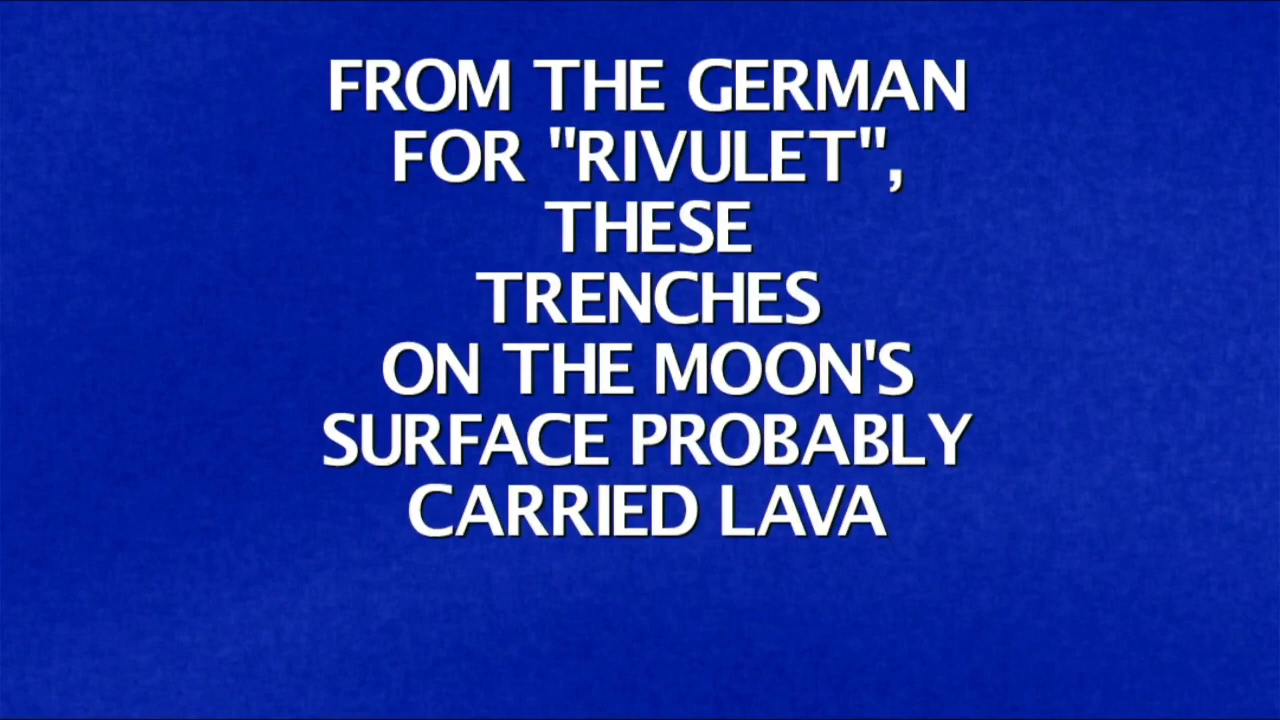 FROM THE GERMAN
FOR "RIVULET",
THESE
TRENCHES
ON THE MOON'S
SURFACE PROBABLY
CARRIED LAVA